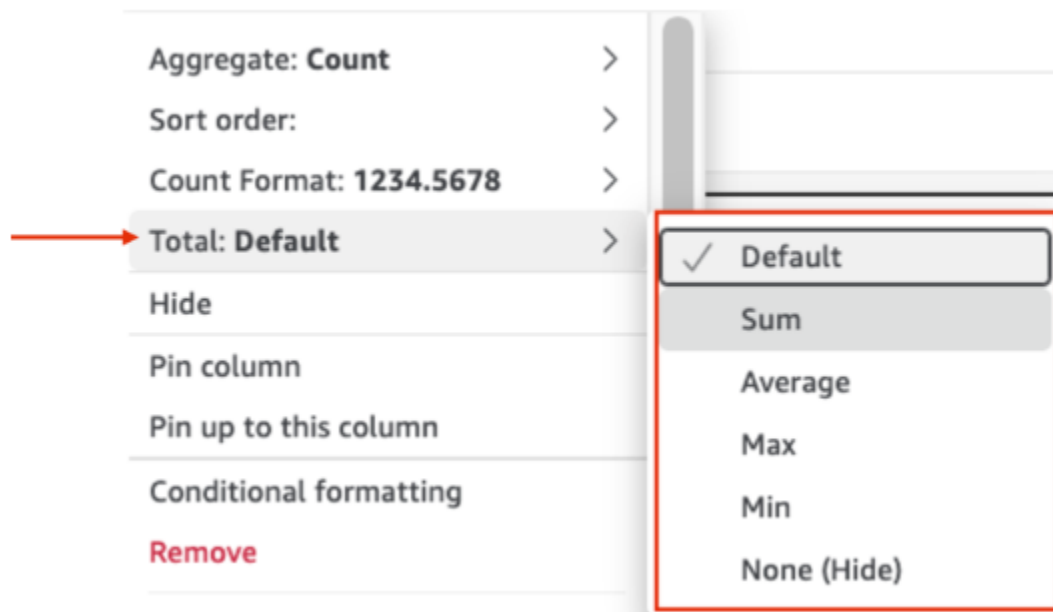 Aggregate: Count
Sort order:
Count Format: 1234.5678
Total: Default
Hide
Pin column
Pin up to this column
Conditional formatting
Remove
Default
Sum
Average
Max
Min
None (Hide)